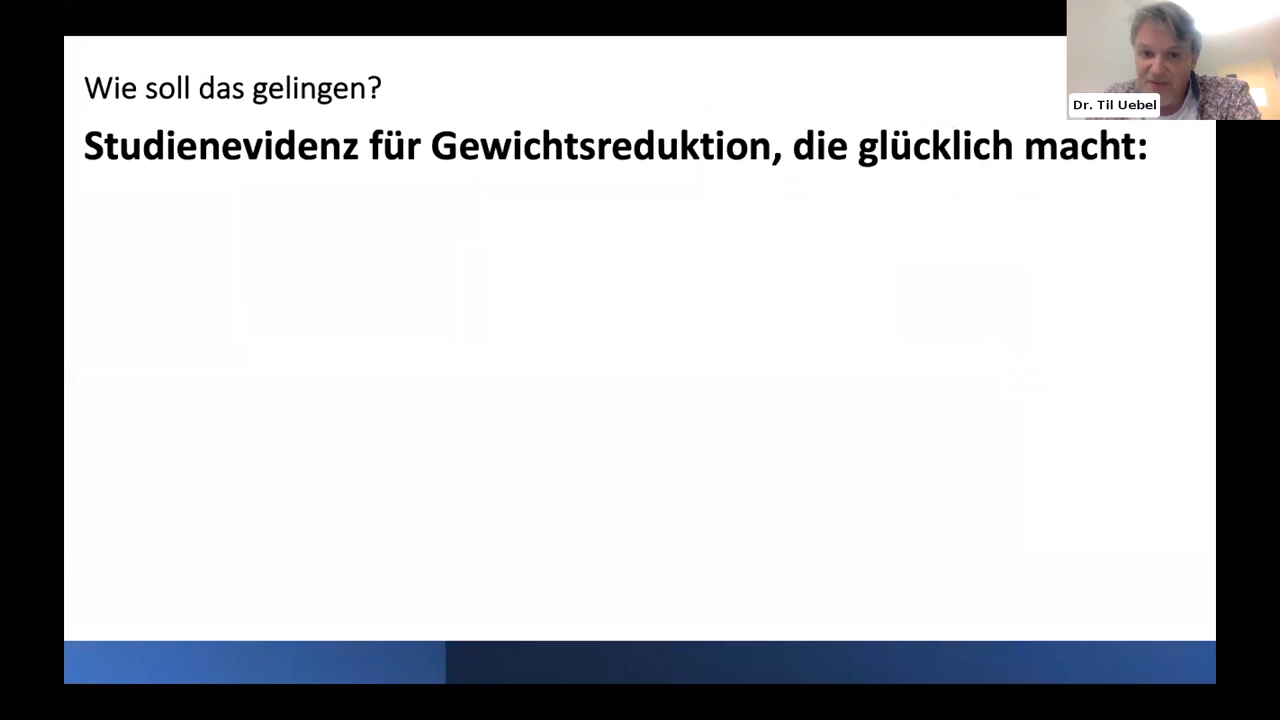 Wie soll das gelingen?
Studienevidenz für Gewichtsreduktion, die glücklich macht:
Dr. Til Uebel